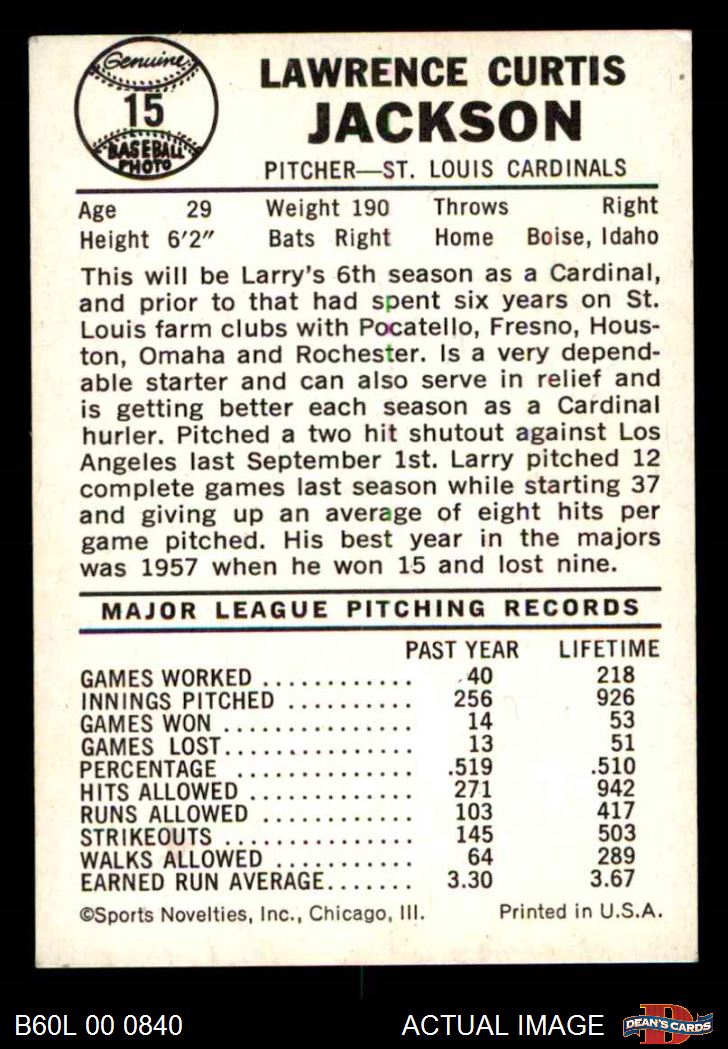 Genuine
15
BASEBALL
PHOTO
LAWRENCE CURTIS
JACKSON
PITCHER—ST. LOUIS CARDINALS
Age 29 Weight 190 Throws Right
Height 6'2" Bats Right Home Boise, Idaho
This will be Larry's 6th season as a Cardinal,
and prior to that had spent six years on St.
Louis farm clubs with Pocatello, Fresno, Hous-
ton, Omaha and Rochester. Is a very depend-
able starter and can also serve in relief and
is getting better each season as a Cardinal
hurler. Pitched a two hit shutout against Los
Angeles last September 1st. Larry pitched 12
complete games last season while starting 37
and giving up an average of eight hits per
game pitched. His best year in the majors
was 1957 when he won 15 and lost nine.
MAJOR LEAGUE PITCHING RECORDS
PAST YEAR LIFETIME
GAMES WORKED ............ 40 218
INNINGS PITCHED .......... 256 926
GAMES WON .............. 14 53
GAMES LOST.............. 13 51
PERCENTAGE ............. .519 .510
HITS ALLOWED ............ 271 942
RUNS ALLOWED ............ 103 417
STRIKEOUTS .............. 145 503
WALKS ALLOWED ........... 64 289
EARNED RUN AVERAGE....... 3.30 3.67
©Sports Novelties, Inc., Chicago, Ill. Printed in U.S.A.
B60L 00 0840 ACTUAL IMAGE D DEAN'S CARDS